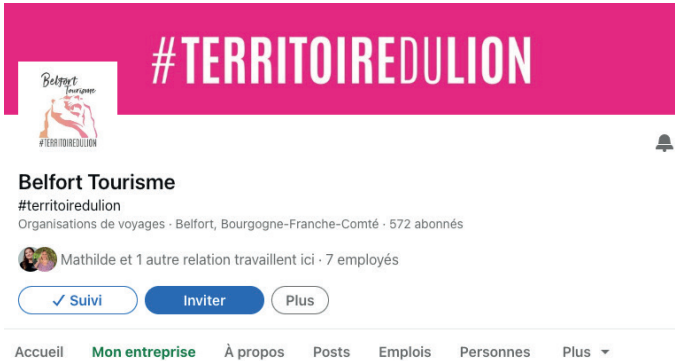 #TERRITOIREDULION
Belfort
Tourisme
#TERRITOIREDULION
Belfort Tourisme
#territoiredulion
Organisations de voyages · Belfort, Bourgogne-Franche-Comté · 572 abonnés
Mathilde et 1 autre relation travaillent ici · 7 employés
✓ Suivi Inviter Plus
Accueil Mon entreprise À propos Posts Emplois Personnes Plus